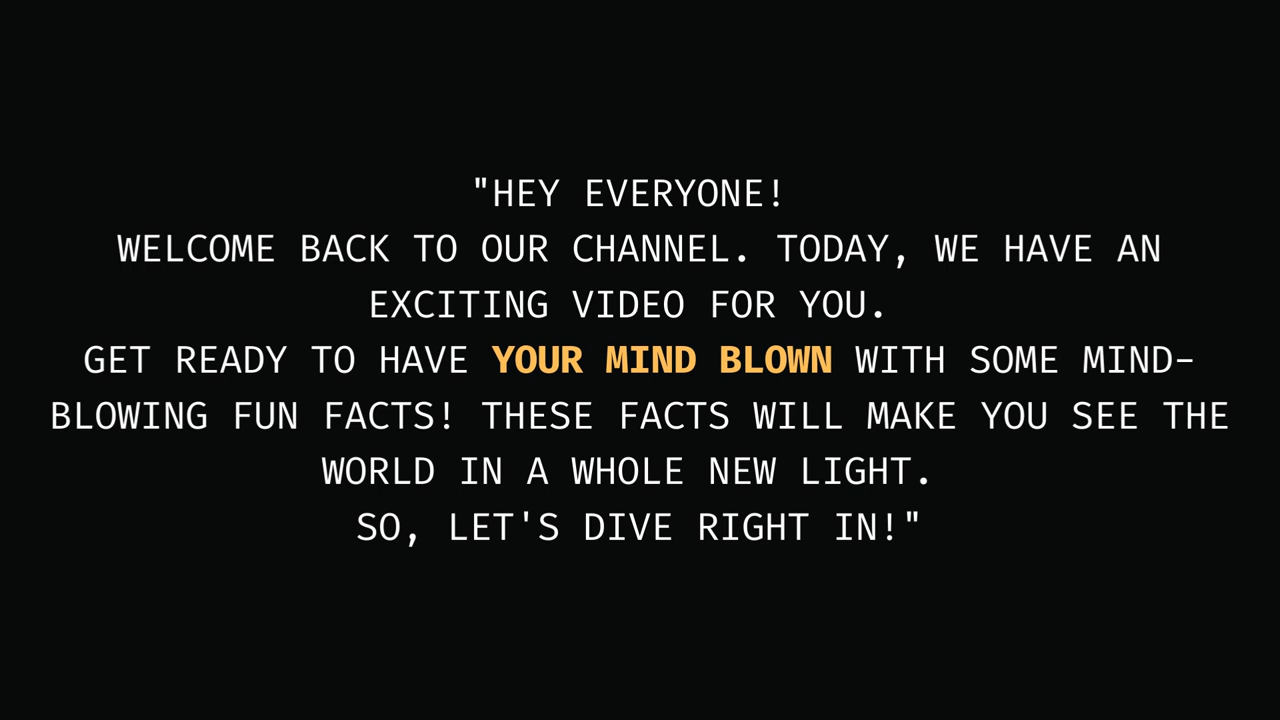 "HEY EVERYONE!
WELCOME BACK TO OUR CHANNEL. TODAY, WE HAVE AN
EXCITING VIDEO FOR YOU.
GET READY TO HAVE YOUR MIND BLOWN WITH SOME MIND-
BLOWING FUN FACTS! THESE FACTS WILL MAKE YOU SEE THE
WORLD IN A WHOLE NEW LIGHT.
SO, LET'S DIVE RIGHT IN!"